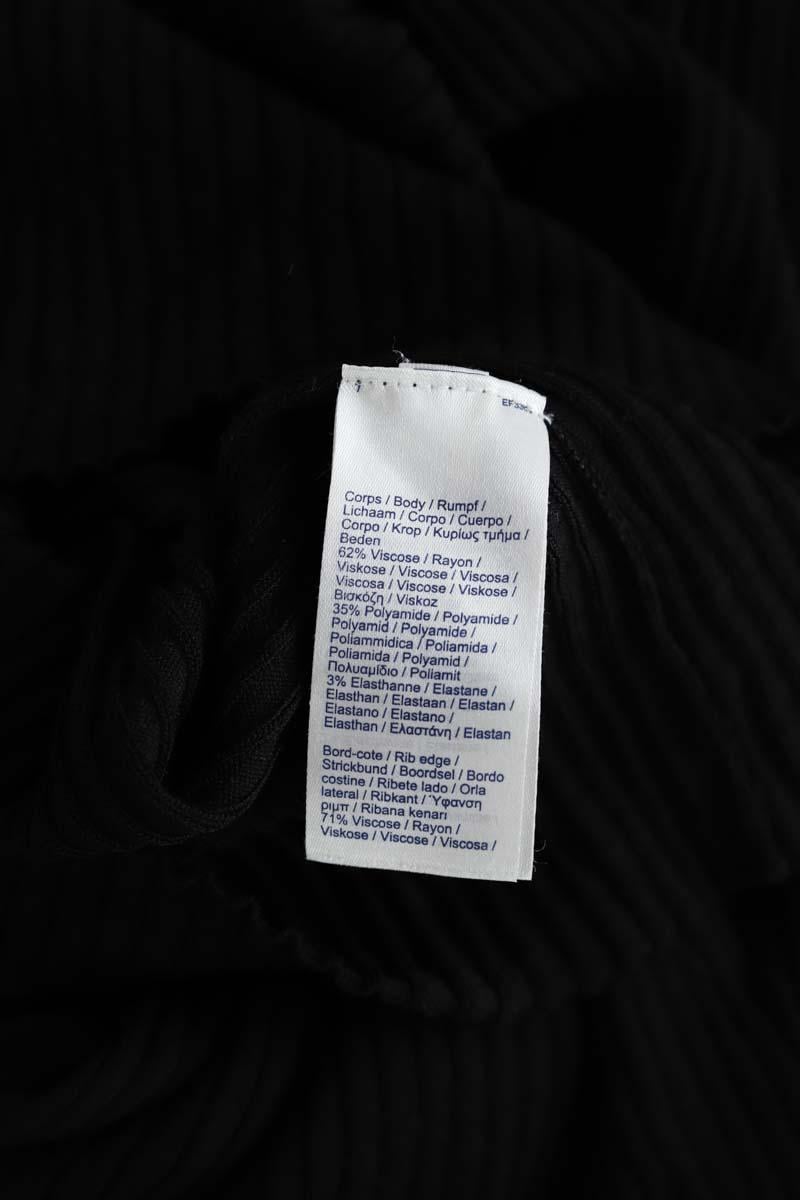 Corps / Body / Rumpf /
Lichaam / Corpo / Cuerpo /
Corpo / Krop / Κυρίως τμήμα /
Beden
62% Viscose / Rayon /
Viskose / Viscose / Viscosa /
Viscosa / Viscose / Viskose /
Βισκόζη / Viskoz
35% Polyamide / Polyamide /
Polyamid / Polyamide /
Poliammidica / Poliamida /
Poliamida / Polyamid /
Πολυαμίδιο / Poliamit
3% Elasthanne / Elastane /
Elasthan / Elastaan / Elastan /
Elastano / Elastano /
Elasthan / Ελαστάνη / Elastan
Bord-cote / Rib edge /
Strickbund / Boordsel / Bordo
costine / Ribete lado / Orla
lateral / Ribkant / Ύφανση
ριμπ / Ribana kenarı
71% Viscose / Rayon /
Viskose / Viscose / Viscosa /